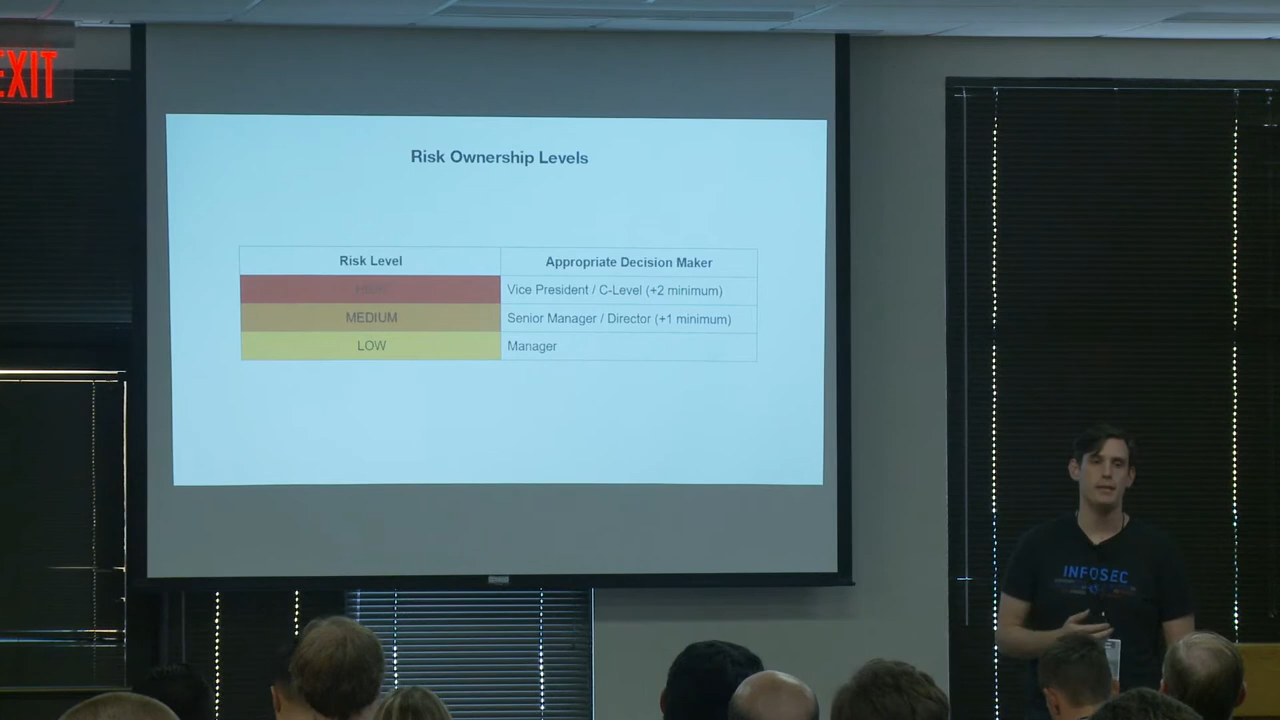 EXIT
Risk Ownership Levels
Risk Level Appropriate Decision Maker
HIGH Vice President / C-Level (+2 minimum)
MEDIUM Senior Manager / Director (+1 minimum)
LOW Manager
INFOSEC